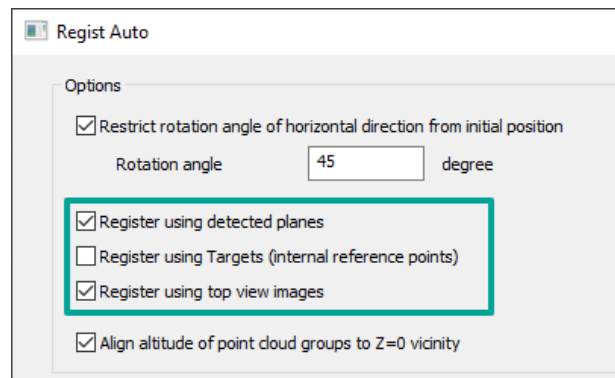 Regist Auto
Options
Restrict rotation angle of horizontal direction from initial position
Rotation angle 45 degree
Register using detected planes
Register using Targets (internal reference points)
Register using top view images
Align altitude of point cloud groups to Z=0 vicinity